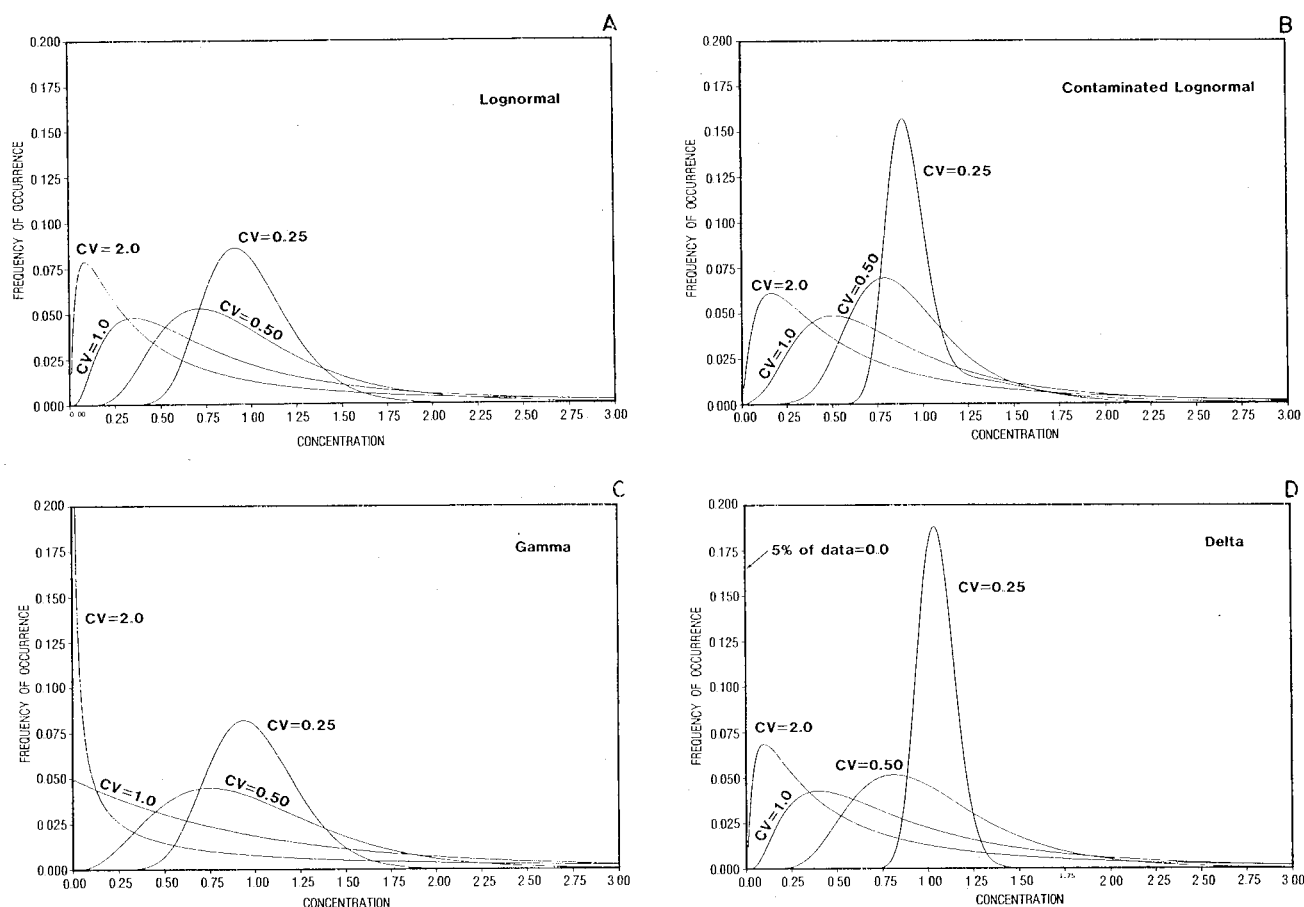 A
FREQUENCY OF OCCURRENCE
0.200
0.175
0.150
0.125
0.100
0.075
0.050
0.025
0.000
Lognormal
CV=2.0
CV=0.25
CV=1.0
CV=0.50
0.00 0.25 0.50 0.75 1.00 1.25 1.50 1.75 2.00 2.25 2.50 2.75 3.00
CONCENTRATION
B
FREQUENCY OF OCCURRENCE
0.200
0.175
0.150
0.125
0.100
0.075
0.050
0.025
0.000
Contaminated Lognormal
CV=0.25
CV=2.0
CV=0.50
CV=1.0
0.00 0.25 0.50 0.75 1.00 1.25 1.50 1.75 2.00 2.25 2.50 2.75 3.00
CONCENTRATION
C
FREQUENCY OF OCCURRENCE
0.200
0.175
0.150
0.125
0.100
0.075
0.050
0.025
0.000
Gamma
CV=2.0
CV=0.25
CV=1.0
CV=0.50
0.00 0.25 0.50 0.75 1.00 1.25 1.50 1.75 2.00 2.25 2.50 2.75 3.00
CONCENTRATION
D
FREQUENCY OF OCCURRENCE
0.200
0.175
0.150
0.125
0.100
0.075
0.050
0.025
0.000
5% of data=0.0
Delta
CV=0.25
CV=2.0
CV=0.50
CV=1.0
0.00 0.25 0.50 0.75 1.00 1.25 1.50 1.75 2.00 2.25 2.50 2.75 3.00
CONCENTRATION